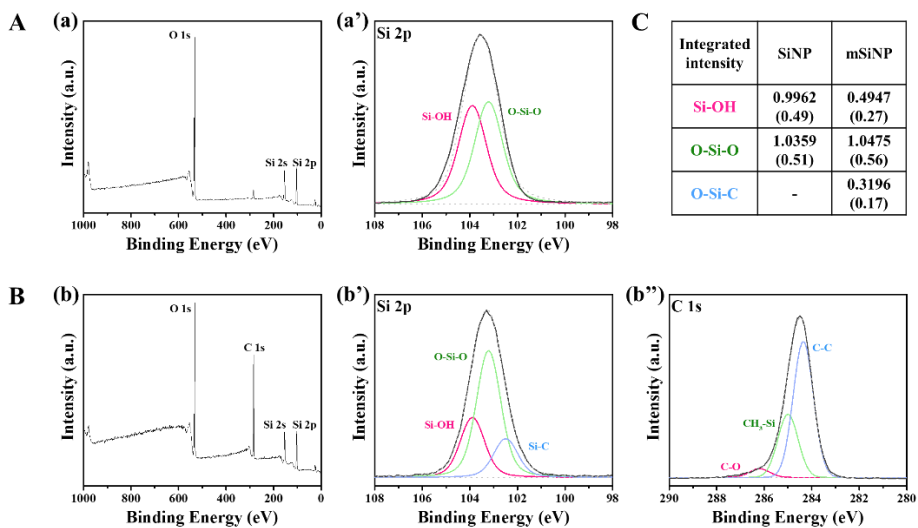 A
(a)
O 1s
Si 2s
Si 2p
Intensity (a.u.)
1000 800 600 400 200 0
Binding Energy (eV)
(a')
Si 2p
Si-OH
O-Si-O
Intensity (a.u.)
108 106 104 102 100 98
Binding Energy (eV)
C
Integrated intensity SiNP mSiNP
Si-OH 0.9962 (0.49) 0.4947 (0.27)
O-Si-O 1.0359 (0.51) 1.0475 (0.56)
O-Si-C - 0.3196 (0.17)
B
(b)
O 1s
C 1s
Si 2s
Si 2p
Intensity (a.u.)
1000 800 600 400 200 0
Binding Energy (eV)
(b')
Si 2p
O-Si-O
Si-OH
Si-C
Intensity (a.u.)
108 106 104 102 100 98
Binding Energy (eV)
(b'')
C 1s
C-C
CH₃-Si
C-O
Intensity (a.u.)
290 288 286 284 282 280
Binding Energy (eV)